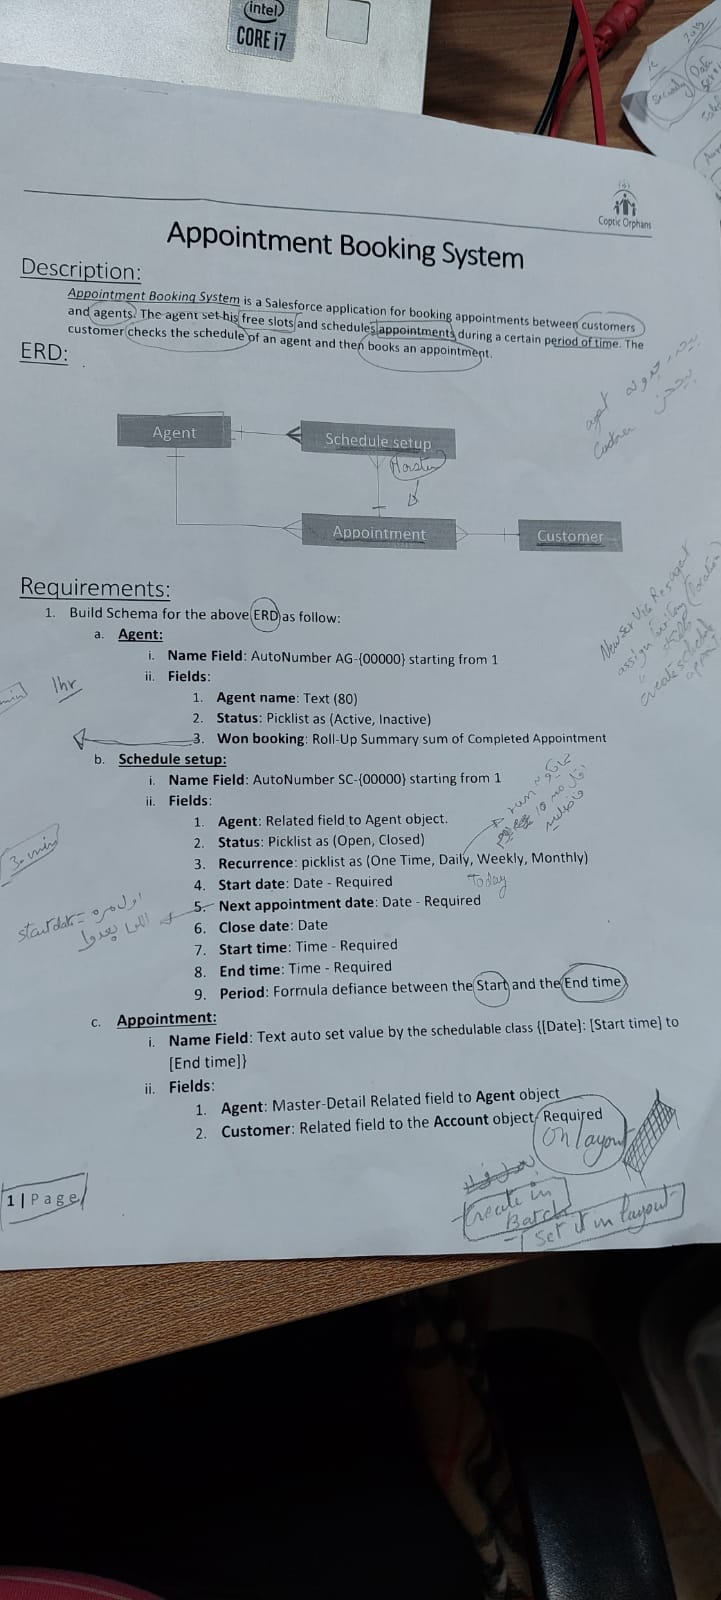 intel
CORE i7
Coptic Orphans
Appointment Booking System
Description:
Appointment Booking System is a Salesforce application for booking appointments between customers
and agents. The agent set his free slots and schedules appointments during a certain period of time. The
customer checks the schedule of an agent and then books an appointment.
ERD:
Agent
Schedule setup
Appointment
Customer
Requirements:
1. Build Schema for the above ERD as follow:
a. Agent:
i. Name Field: AutoNumber AG-{00000} starting from 1
ii. Fields:
1hr
1. Agent name: Text (80)
2. Status: Picklist as (Active, Inactive)
3. Won booking: Roll-Up Summary sum of Completed Appointment
b. Schedule setup:
i. Name Field: AutoNumber SC-{00000} starting from 1
ii. Fields:
1. Agent: Related field to Agent object.
2. Status: Picklist as (Open, Closed)
3. Recurrence: picklist as (One Time, Daily, Weekly, Monthly)
30 min
4. Start date: Date - Required
Today
5. Next appointment date: Date - Required
start date =
6. Close date: Date
7. Start time: Time - Required
8. End time: Time - Required
9. Period: Formula defiance between the Start and the End time
c. Appointment:
i. Name Field: Text auto set value by the schedulable class {[Date]: [Start time] to
[End time]}
ii. Fields:
1. Agent: Master-Detail Related field to Agent object
2. Customer: Related field to the Account object- Required
On layout
1 | Page
Create in
Batch
Set it in layout